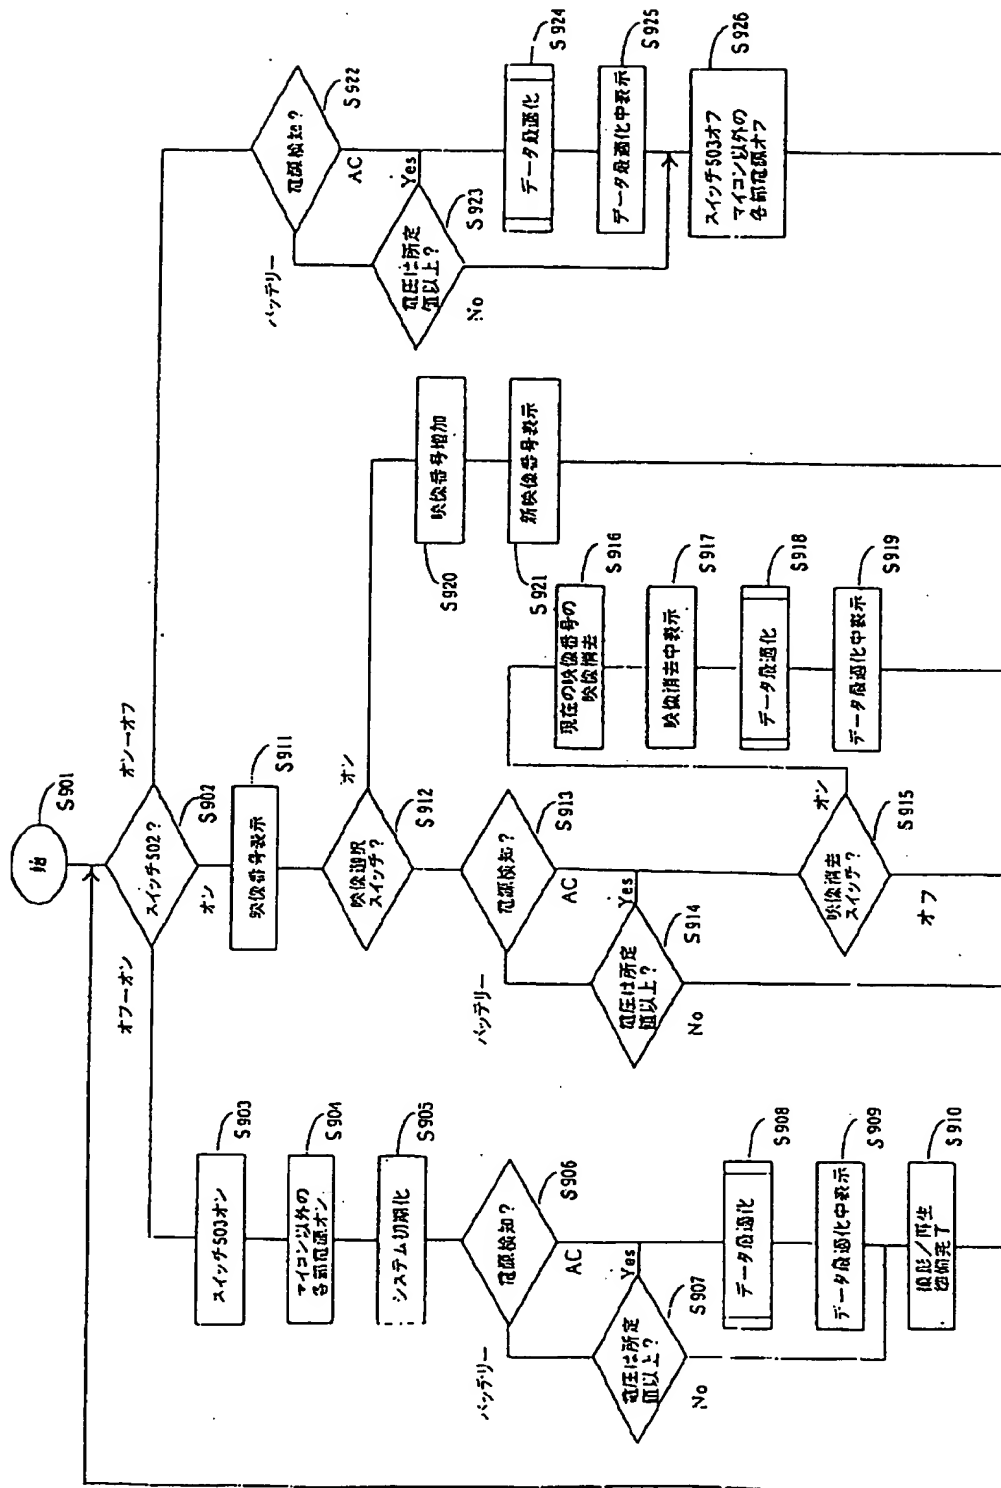 始
S901
スイッチS02?
S902
オフ→オン
オン
オン→オフ
スイッチS03オン
S903
マイコン以外の
各部電源オン
S904
システム初期化
S905
電源検知?
S906
バッテリー
AC
電圧は所定
値以上?
S907
Yes
No
データ最適化
S908
データ最適化中表示
S909
撮影/再生
準備完了
S910
映像番号表示
S911
映像選択
スイッチ?
S912
オン
電源検知?
S913
バッテリー
AC
電圧は所定
値以上?
S914
Yes
No
映像消去
スイッチ?
S915
オン
オフ
現在の映像番号の
映像消去
S916
映像消去中表示
S917
データ最適化
S918
データ最適化中表示
S919
映像番号増加
S920
新映像番号表示
S921
電源検知?
S922
バッテリー
AC
電圧は所定
値以上?
S923
Yes
No
データ最適化
S924
データ最適化中表示
S925
スイッチS03オフ
マイコン以外の
各部電源オフ
S926